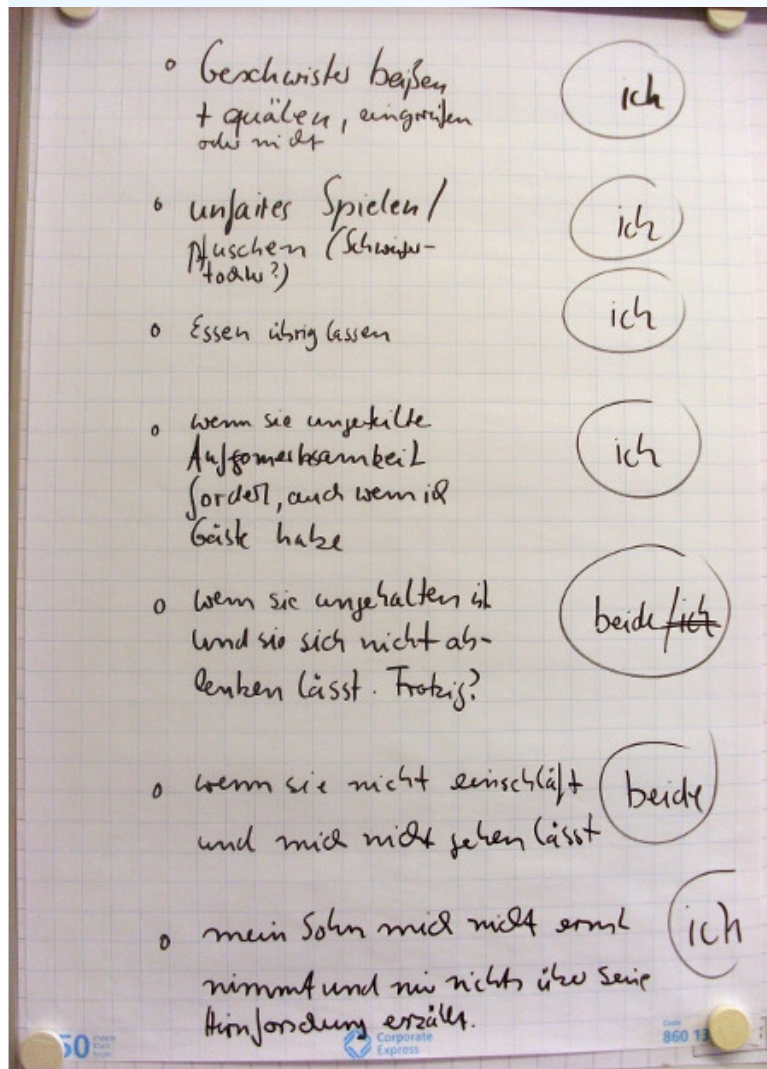 o Geschwister beißen
+ quälen, eingreifen
oder nicht
ich
o unfaires Spielen /
pfuschen (Schwieger-
tochter?)
ich
o Essen übrig lassen
ich
o wenn sie ungeteilte
Aufgomerksamkeit
fordert, auch wenn ich
Gäste habe
ich
o wenn sie ungehalten ist
und sie sich nicht ab-
lenken lässt. Trotzig?
beide / ich
o wenn sie nicht einschläft
und mich nicht gehen lässt
beide
o mein Sohn mich nicht ernst
nimmt und mir nichts über seine
Hirnforschung erzählt.
ich
50
Corporate
Express
Code
860 13